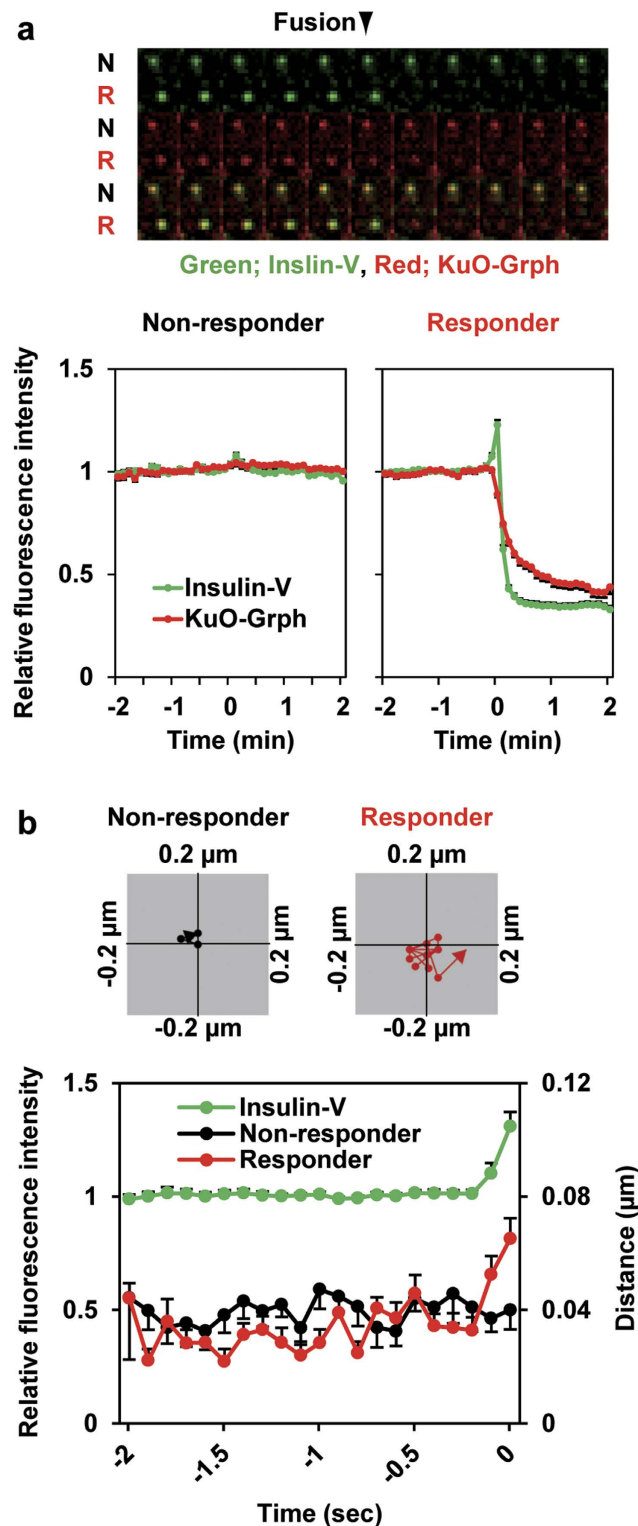 a
Fusion
N
R
N
R
N
R
Green; Inslin-V, Red; KuO-Grph
Non-responder
Responder
Relative fluorescence intensity
1.5
1
0.5
0
Insulin-V
KuO-Grph
-2 -1 0 1 2
-2 -1 0 1 2
Time (min)
Time (min)
b
Non-responder
Responder
0.2 µm
0.2 µm
-0.2 µm
0.2 µm
-0.2 µm
0.2 µm
-0.2 µm
-0.2 µm
Relative fluorescence intensity
1.5
1
0.5
0
Insulin-V
Non-responder
Responder
0.12
0.08
0.04
0
Distance (µm)
-2 -1.5 -1 -0.5 0
Time (sec)